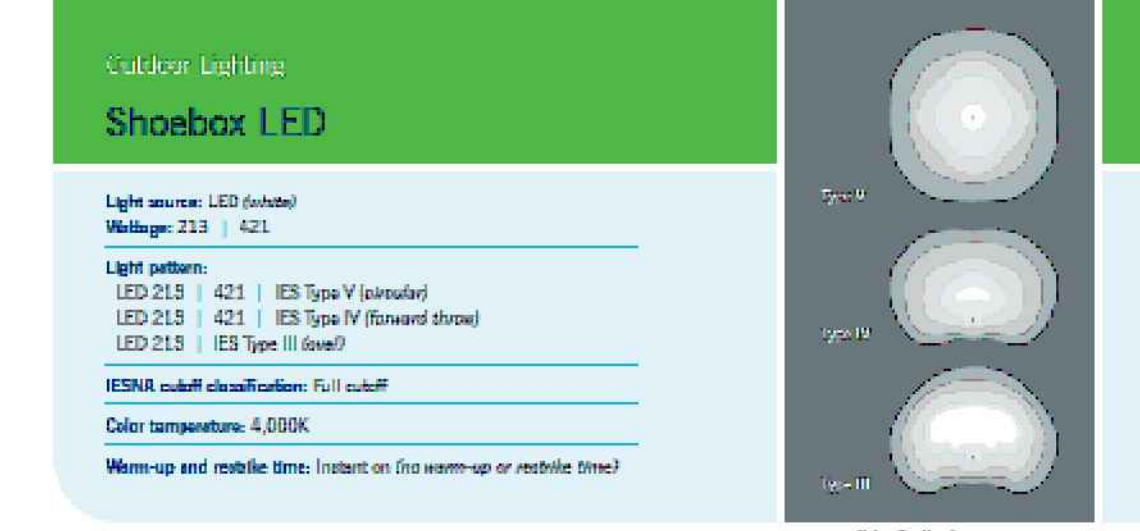 Outdoor Lighting
Shoebox LED
Light source: LED (white)
Wattage: 213 | 421
Light pattern:
LED 213 | 421 | IES Type V (circular)
LED 213 | 421 | IES Type IV (forward throw)
LED 213 | IES Type III (oval)
IESNA cutoff classification: Full cutoff
Color temperature: 4,000K
Warm-up and restrike time: Instant on (no warm-up or restrike time)
Type V
Type IV
Type III